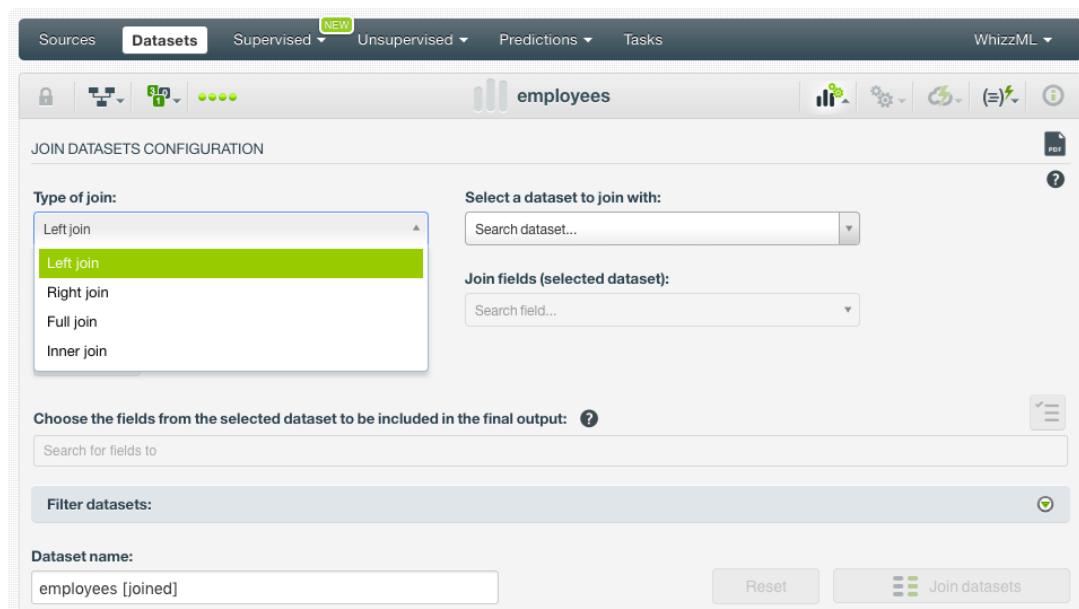 NEW
Sources Datasets Supervised Unsupervised Predictions Tasks WhizzML
employees
JOIN DATASETS CONFIGURATION
PDF
?
Type of join: Select a dataset to join with:
Left join Search dataset...
Left join
Join fields (selected dataset):
Right join
Search field...
Full join
Inner join
Choose the fields from the selected dataset to be included in the final output: ?
Search for fields to
Filter datasets:
Dataset name:
employees [joined] Reset Join datasets